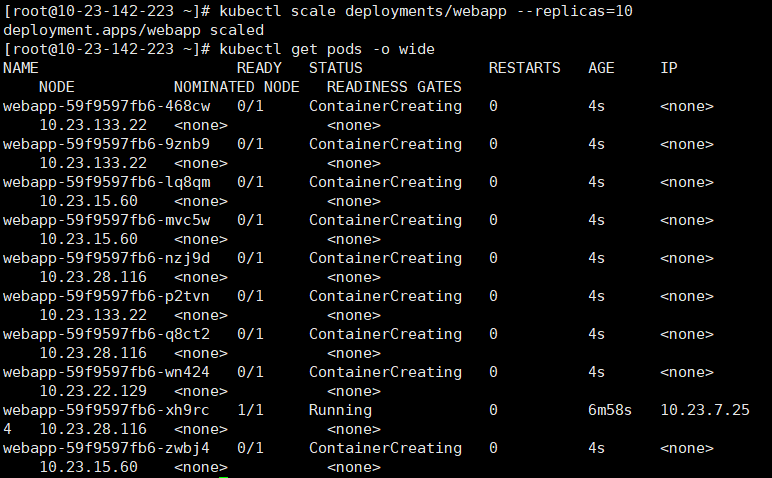 [root@10-23-142-223 ~]# kubectl scale deployments/webapp --replicas=10
deployment.apps/webapp scaled
[root@10-23-142-223 ~]# kubectl get pods -o wide
NAME                      READY   STATUS              RESTARTS   AGE     IP
    NODE           NOMINATED NODE   READINESS GATES
webapp-59f9597fb6-468cw   0/1     ContainerCreating   0          4s      <none>
    10.23.133.22   <none>           <none>
webapp-59f9597fb6-9znb9   0/1     ContainerCreating   0          4s      <none>
    10.23.133.22   <none>           <none>
webapp-59f9597fb6-lq8qm   0/1     ContainerCreating   0          4s      <none>
    10.23.15.60    <none>           <none>
webapp-59f9597fb6-mvc5w   0/1     ContainerCreating   0          4s      <none>
    10.23.15.60    <none>           <none>
webapp-59f9597fb6-nzj9d   0/1     ContainerCreating   0          4s      <none>
    10.23.28.116   <none>           <none>
webapp-59f9597fb6-p2tvn   0/1     ContainerCreating   0          4s      <none>
    10.23.133.22   <none>           <none>
webapp-59f9597fb6-q8ct2   0/1     ContainerCreating   0          4s      <none>
    10.23.28.116   <none>           <none>
webapp-59f9597fb6-wn424   0/1     ContainerCreating   0          4s      <none>
    10.23.22.129   <none>           <none>
webapp-59f9597fb6-xh9rc   1/1     Running             0          6m58s   10.23.7.25
4   10.23.28.116   <none>           <none>
webapp-59f9597fb6-zwbj4   0/1     ContainerCreating   0          4s      <none>
    10.23.15.60    <none>           <none>